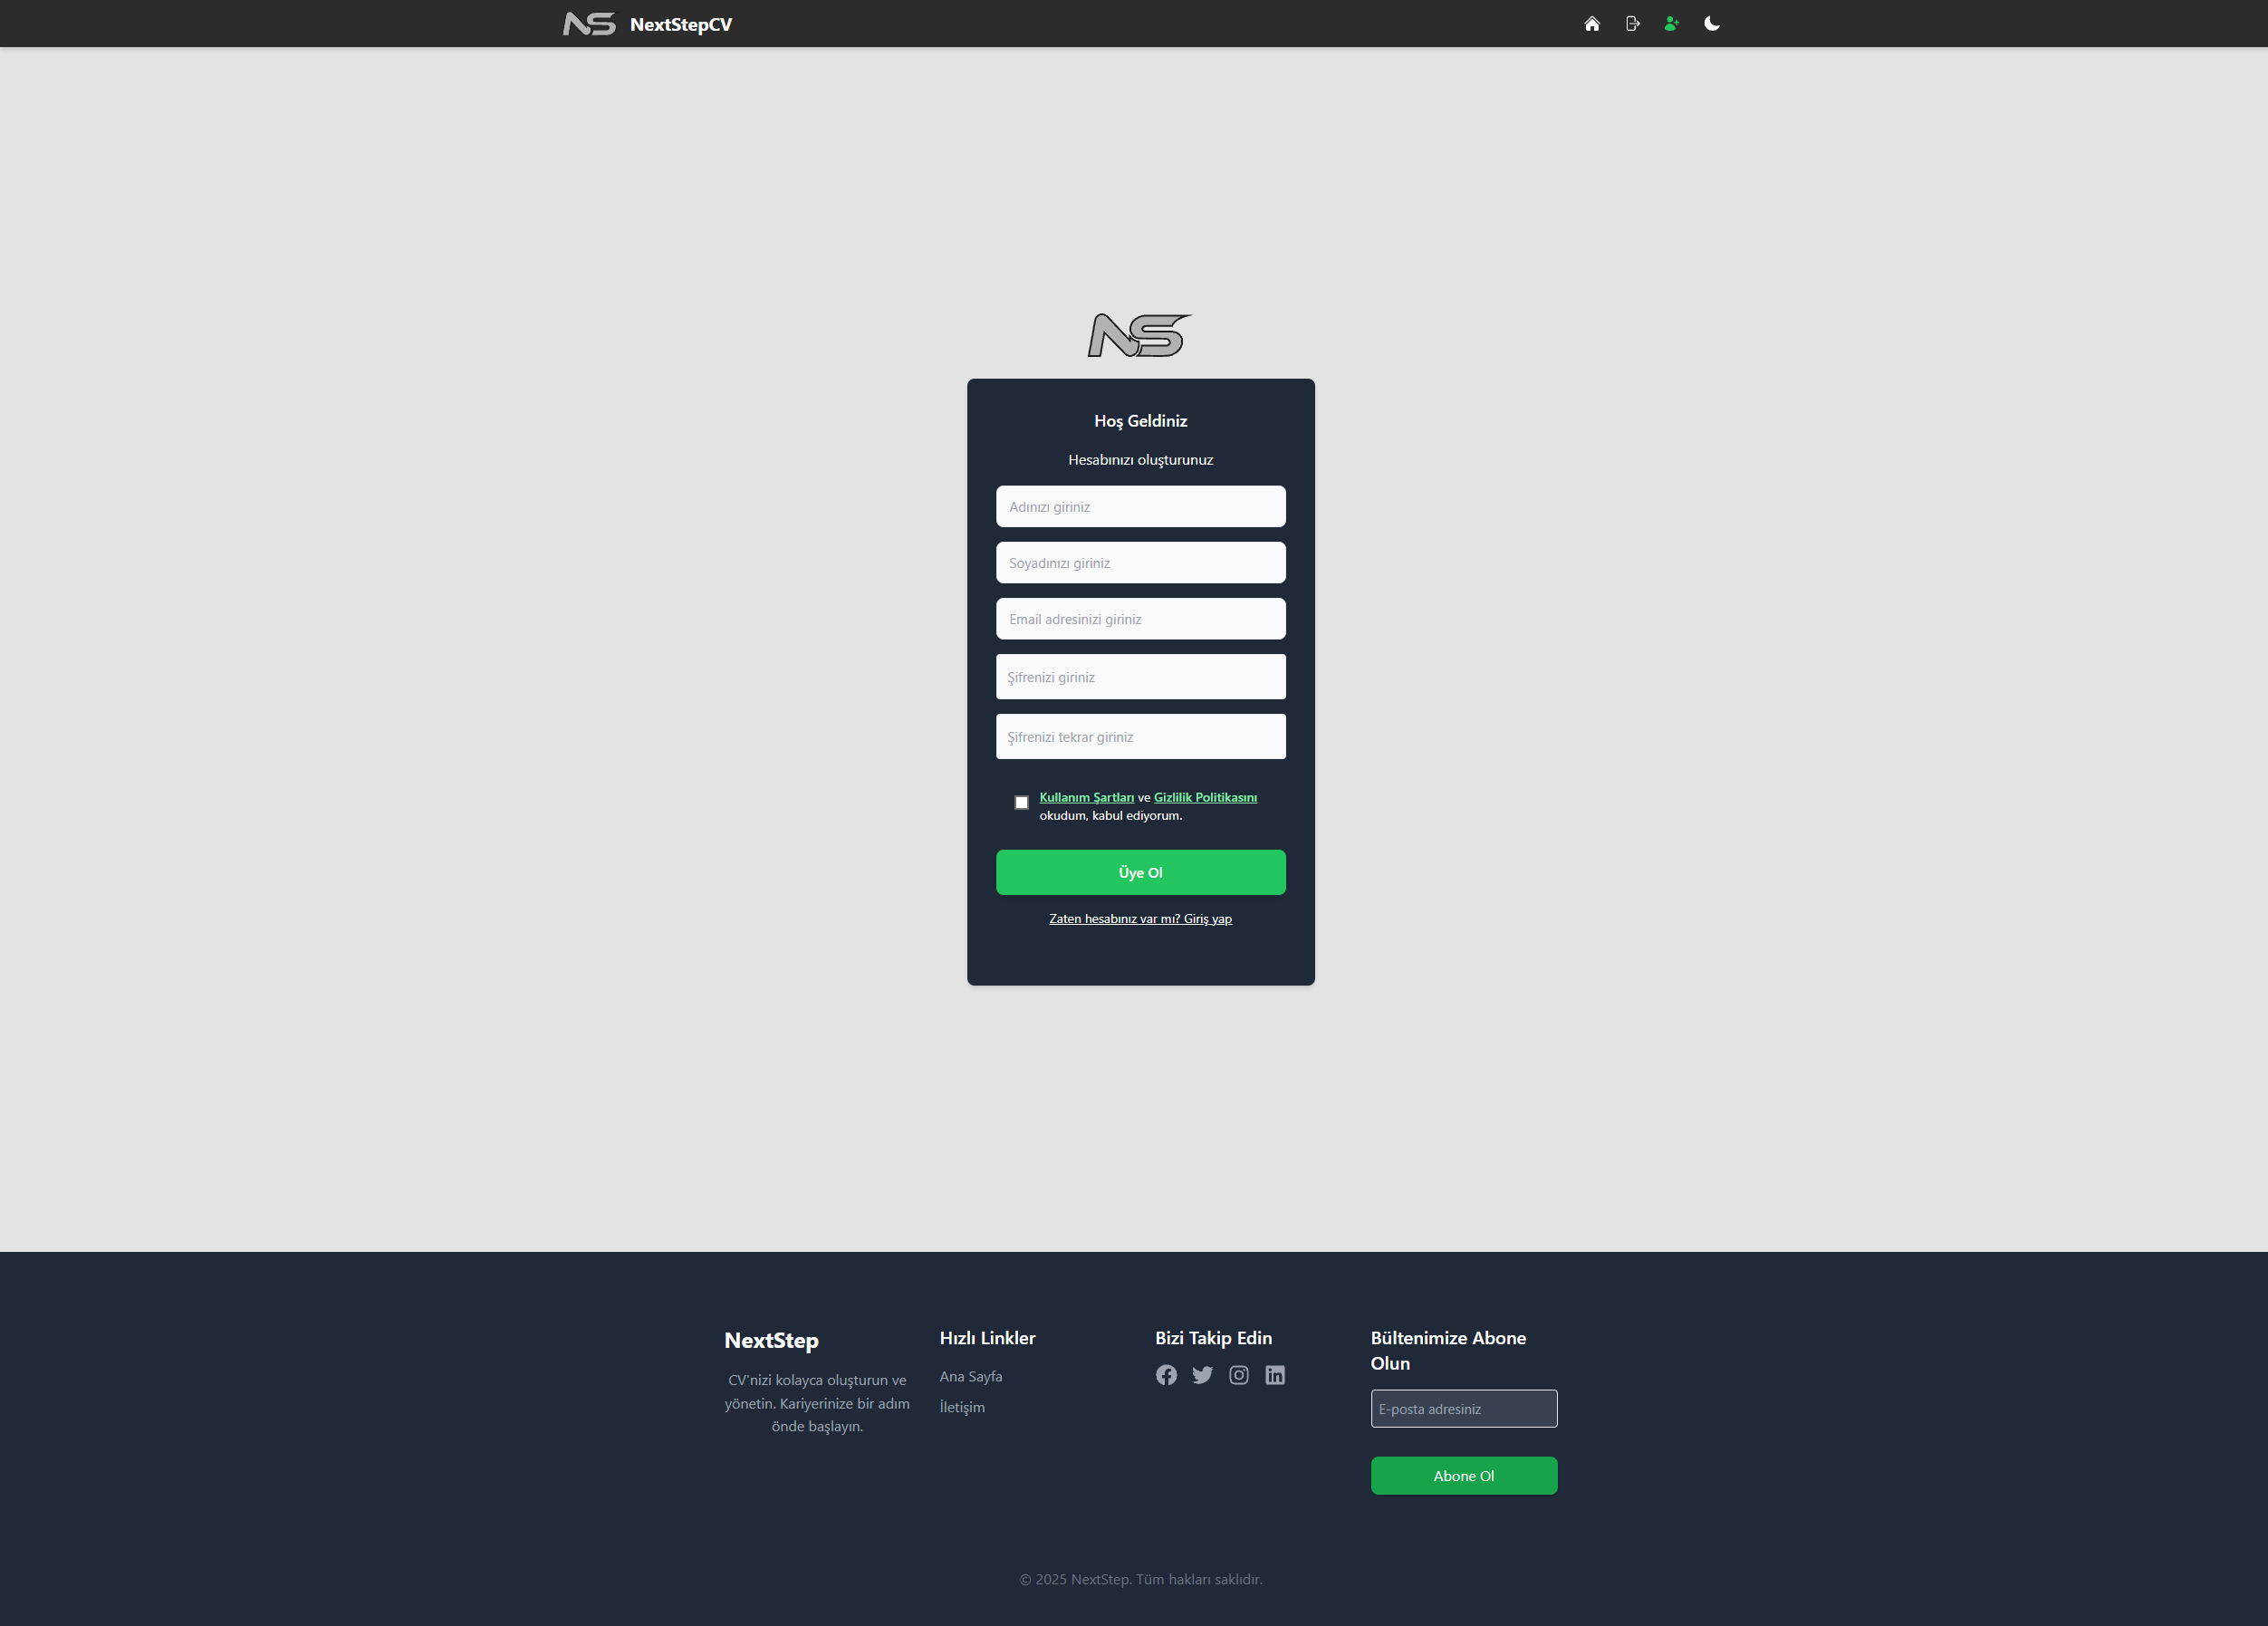 NS NextStepCV
NS
Hoş Geldiniz
Hesabınızı oluşturunuz
Adınızı giriniz
Soyadınızı giriniz
Email adresinizi giriniz
Şifrenizi giriniz
Şifrenizi tekrar giriniz
Kullanım Şartları ve Gizlilik Politikasını
okudum, kabul ediyorum.
Üye Ol
Zaten hesabınız var mı? Giriş yap
NextStep
CV'nizi kolayca oluşturun ve
yönetin. Kariyerinize bir adım
önde başlayın.
Hızlı Linkler
Ana Sayfa
İletişim
Bizi Takip Edin
Bültenimize Abone
Olun
E-posta adresiniz
Abone Ol
© 2025 NextStep. Tüm hakları saklıdır.